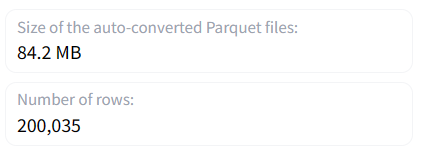 Size of the auto-converted Parquet files:
84.2 MB
Number of rows:
200,035